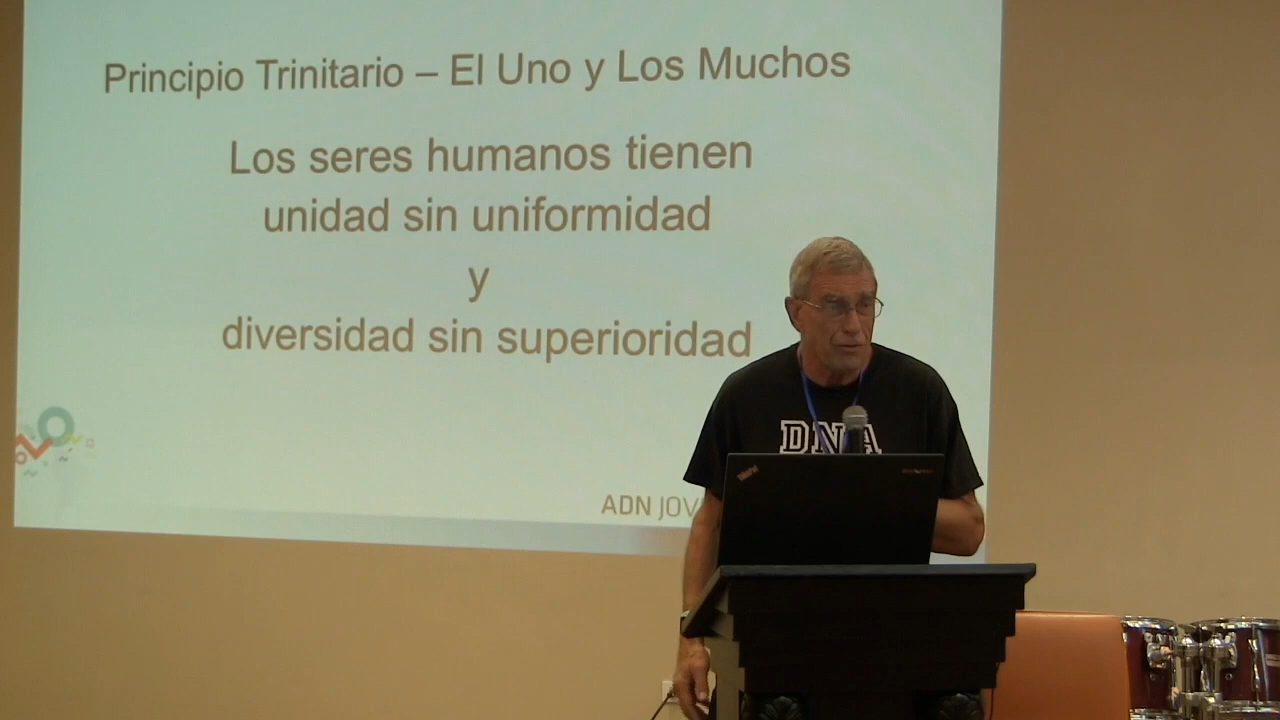 Principio Trinitario – El Uno y Los Muchos
Los seres humanos tienen
unidad sin uniformidad
y
diversidad sin superioridad
ADN JOV
DNA
ThinkPad